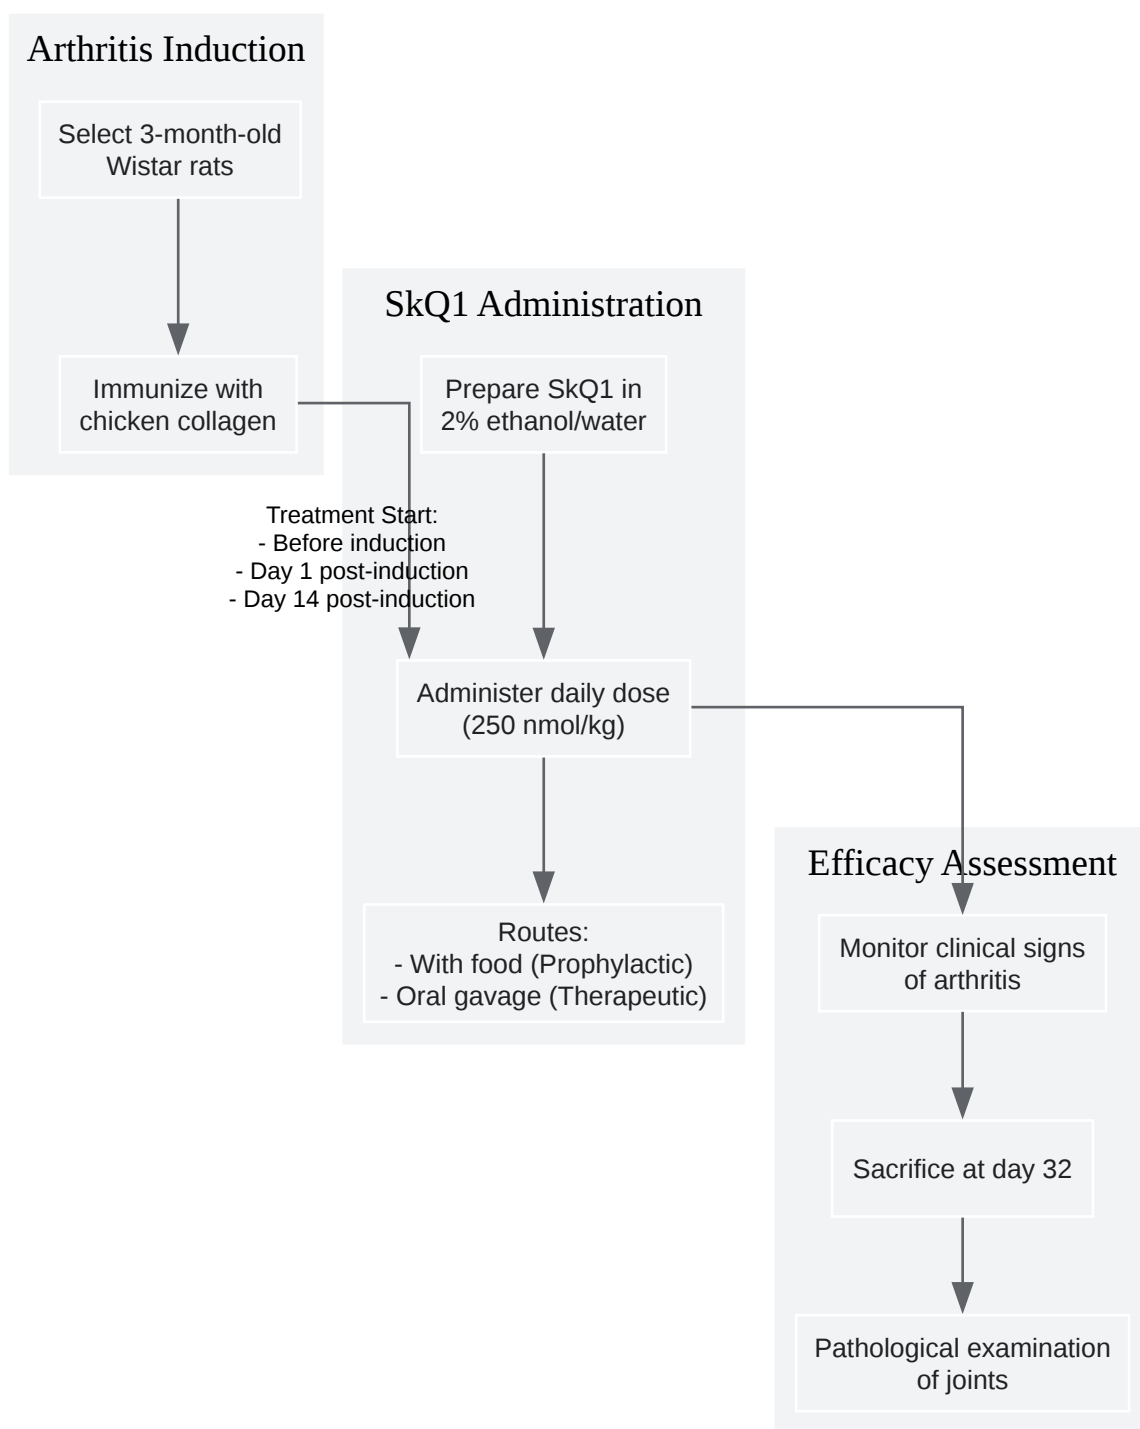 Arthritis Induction
Select 3-month-old
Wistar rats
Immunize with
chicken collagen
SkQ1 Administration
Prepare SkQ1 in
2% ethanol/water
Treatment Start:
- Before induction
- Day 1 post-induction
- Day 14 post-induction
Administer daily dose
(250 nmol/kg)
Routes:
- With food (Prophylactic)
- Oral gavage (Therapeutic)
Efficacy Assessment
Monitor clinical signs
of arthritis
Sacrifice at day 32
Pathological examination
of joints